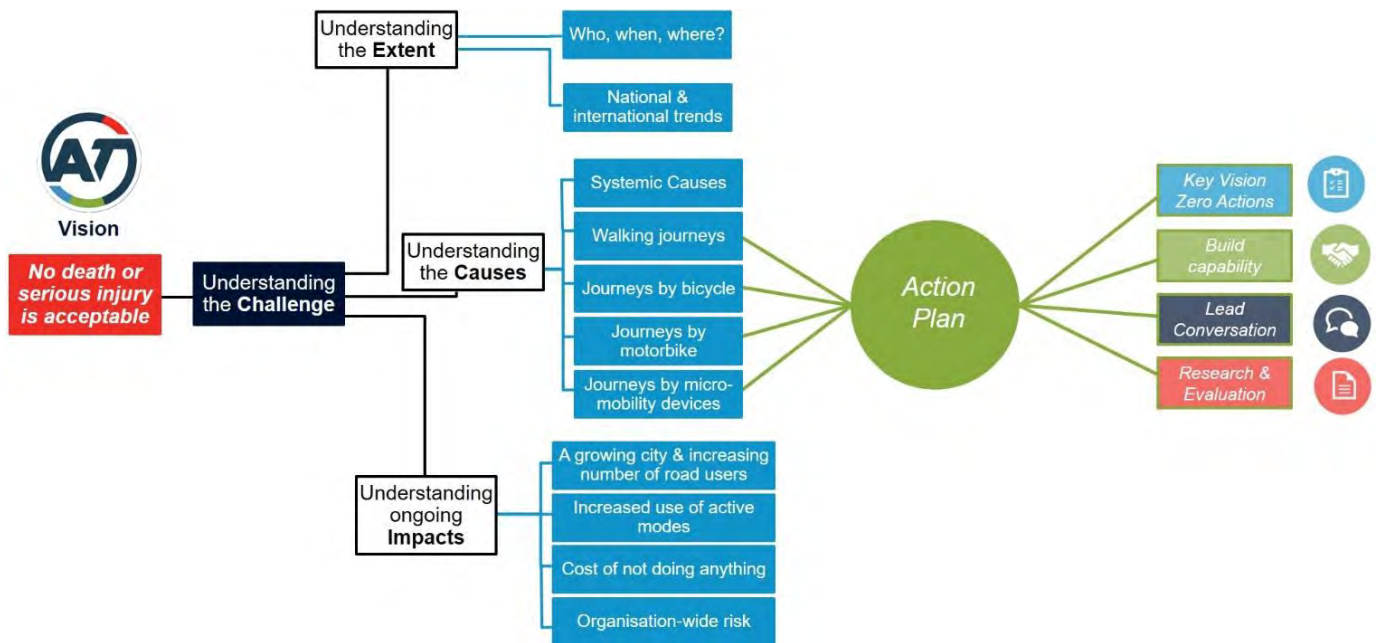 AT
Vision
No death or
serious injury
is acceptable
Understanding
the Challenge
Understanding
the Extent
Who, when, where?
National &
international trends
Understanding
the Causes
Systemic Causes
Walking journeys
Journeys by bicycle
Journeys by
motorbike
Journeys by micro-
mobility devices
Understanding
ongoing
Impacts
A growing city & increasing
number of road users
Increased use of active
modes
Cost of not doing anything
Organisation-wide risk
Action
Plan
Key Vision
Zero Actions
Build
capability
Lead
Conversation
Research &
Evaluation